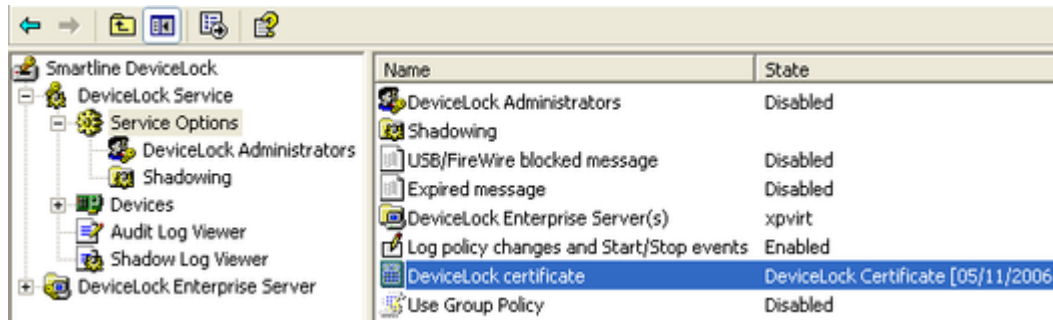 Smartline DeviceLock
DeviceLock Service
Service Options
DeviceLock Administrators
Shadowing
Devices
Audit Log Viewer
Shadow Log Viewer
DeviceLock Enterprise Server
Name State
DeviceLock Administrators Disabled
Shadowing
USB/FireWire blocked message Disabled
Expired message Disabled
DeviceLock Enterprise Server(s) xpvirt
Log policy changes and Start/Stop events Enabled
DeviceLock certificate DeviceLock Certificate [05/11/2006
Use Group Policy Disabled